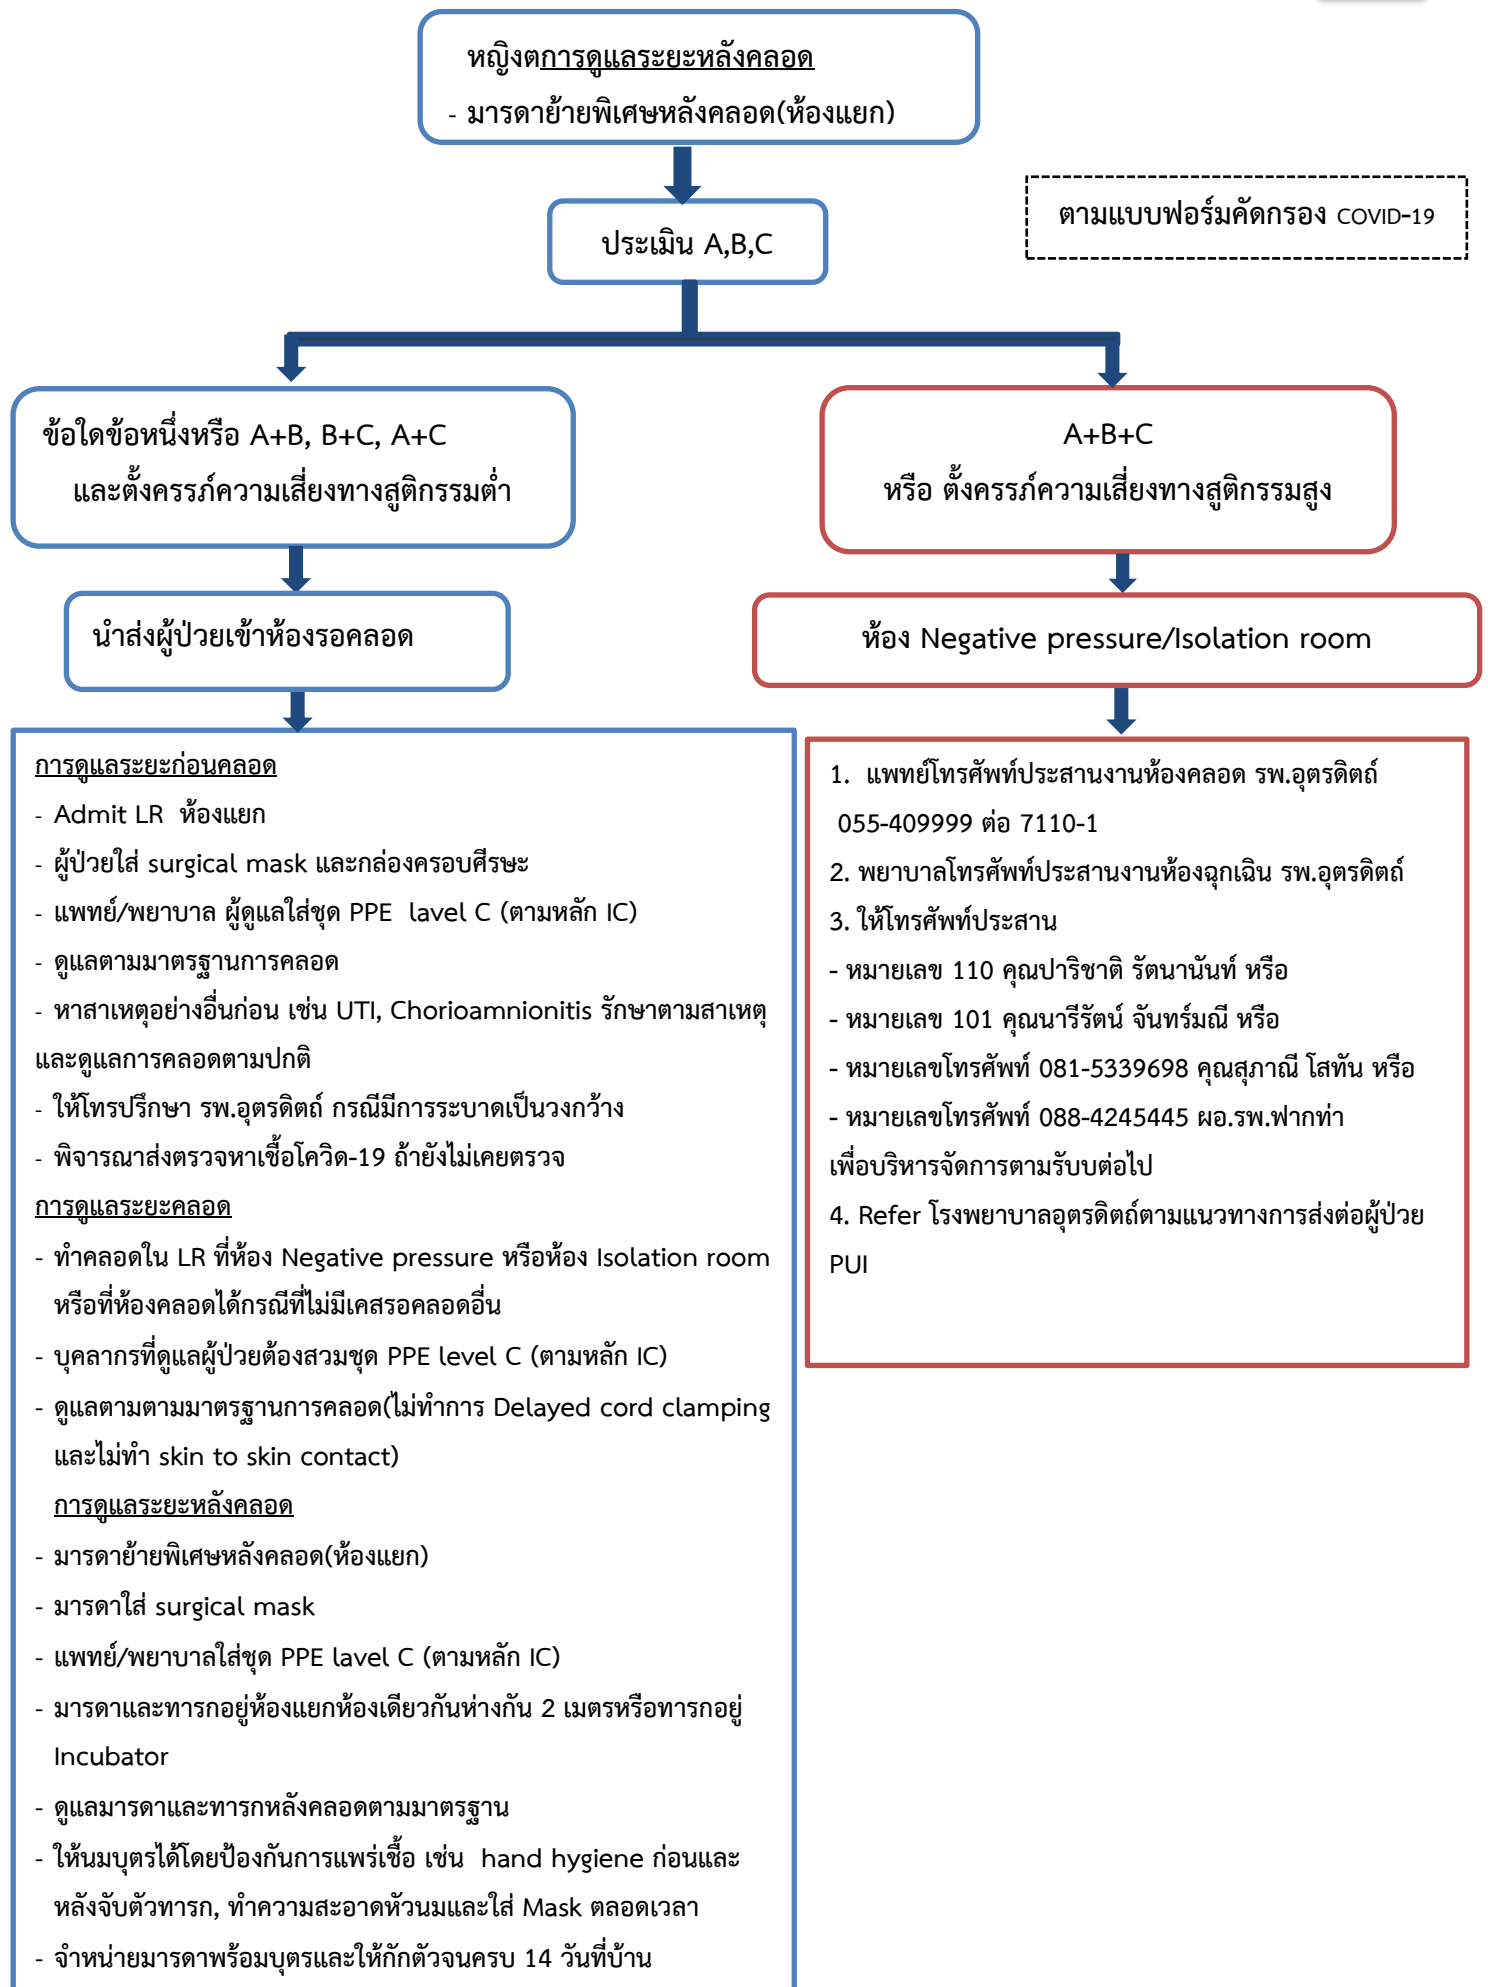 หญิงตการดูแลระยะหลังคลอด
- มารดาย้ายพิเศษหลังคลอด(ห้องแยก)
ประเมิน A,B,C
ตามแบบฟอร์มคัดกรอง COVID-19
ข้อใดข้อหนึ่งหรือ A+B, B+C, A+C
และตั้งครรภ์ความเสี่ยงทางสูติกรรมต่ำ
A+B+C
หรือ ตั้งครรภ์ความเสี่ยงทางสูติกรรมสูง
นำส่งผู้ป่วยเข้าห้องรอคลอด
ห้อง Negative pressure/Isolation room
การดูแลระยะก่อนคลอด
- Admit LR ห้องแยก
- ผู้ป่วยใส่ surgical mask และกล่องครอบศีรษะ
- แพทย์/พยาบาล ผู้ดูแลใส่ชุด PPE lavel C (ตามหลัก IC)
- ดูแลตามมาตรฐานการคลอด
- หาสาเหตุอย่างอื่นก่อน เช่น UTI, Chorioamnionitis รักษาตามสาเหตุ
และดูแลการคลอดตามปกติ
- ให้โทรปรึกษา รพ.อุตรดิตถ์ กรณีมีการระบาดเป็นวงกว้าง
- พิจารณาส่งตรวจหาเชื้อโควิด-19 ถ้ายังไม่เคยตรวจ
การดูแลระยะคลอด
- ทำคลอดใน LR ที่ห้อง Negative pressure หรือห้อง Isolation room
หรือที่ห้องคลอดได้กรณีที่ไม่มีเคสรอคลอดอื่น
- บุคลากรที่ดูแลผู้ป่วยต้องสวมชุด PPE level C (ตามหลัก IC)
- ดูแลตามตามมาตรฐานการคลอด(ไม่ทำการ Delayed cord clamping
และไม่ทำ skin to skin contact)
การดูแลระยะหลังคลอด
- มารดาย้ายพิเศษหลังคลอด(ห้องแยก)
- มารดาใส่ surgical mask
- แพทย์/พยาบาลใส่ชุด PPE lavel C (ตามหลัก IC)
- มารดาและทารกอยู่ห้องแยกห้องเดียวกันห่างกัน 2 เมตรหรือทารกอยู่
Incubator
- ดูแลมารดาและทารกหลังคลอดตามมาตรฐาน
- ให้นมบุตรได้โดยป้องกันการแพร่เชื้อ เช่น hand hygiene ก่อนและ
หลังจับตัวทารก, ทำความสะอาดหัวนมและใส่ Mask ตลอดเวลา
- จำหน่ายมารดาพร้อมบุตรและให้กักตัวจนครบ 14 วันที่บ้าน
1. แพทย์โทรศัพท์ประสานงานห้องคลอด รพ.อุตรดิตถ์
055-409999 ต่อ 7110-1
2. พยาบาลโทรศัพท์ประสานงานห้องฉุกเฉิน รพ.อุตรดิตถ์
3. ให้โทรศัพท์ประสาน
- หมายเลข 110 คุณปาริชาติ รัตนานันท์ หรือ
- หมายเลข 101 คุณนารีรัตน์ จันทร์มณี หรือ
- หมายเลขโทรศัพท์ 081-5339698 คุณสุภาณี โสทัน หรือ
- หมายเลขโทรศัพท์ 088-4245445 ผอ.รพ.ฟากท่า
เพื่อบริหารจัดการตามรับบต่อไป
4. Refer โรงพยาบาลอุตรดิตถ์ตามแนวทางการส่งต่อผู้ป่วย
PUI